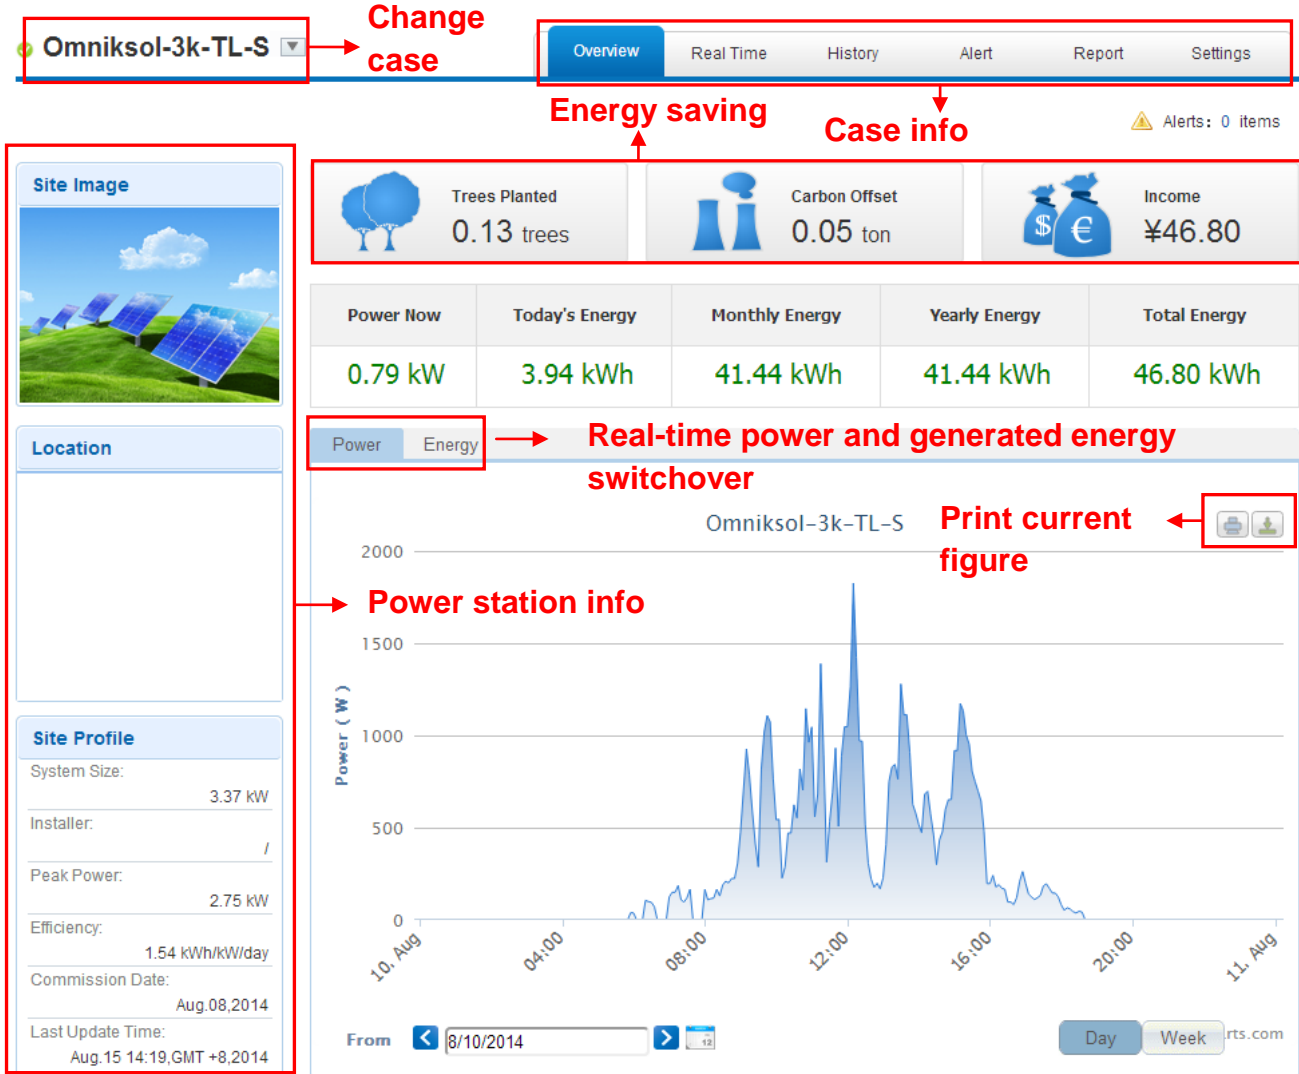 Change
case
Omniksol-3k-TL-S
Overview Real Time History Alert Report Settings
Energy saving
Case info
Alerts: 0 items
Site Image
Trees Planted
0.13 trees
Carbon Offset
0.05 ton
$ €
Income
¥46.80
Power Now Today's Energy Monthly Energy Yearly Energy Total Energy
0.79 kW 3.94 kWh 41.44 kWh 41.44 kWh 46.80 kWh
Location
Power Energy
Real-time power and generated energy
switchover
Omniksol-3k-TL-S
Print current
figure
Power station info
2000
1500
1000
500
0
Power ( W )
10. Aug 04:00 08:00 12:00 16:00 20:00 11. Aug
Site Profile
System Size:
3.37 kW
Installer:
/
Peak Power:
2.75 kW
Efficiency:
1.54 kWh/kW/day
Commission Date:
Aug.08,2014
Last Update Time:
Aug.15 14:19,GMT +8,2014
From 8/10/2014 12
Day Week rts.com